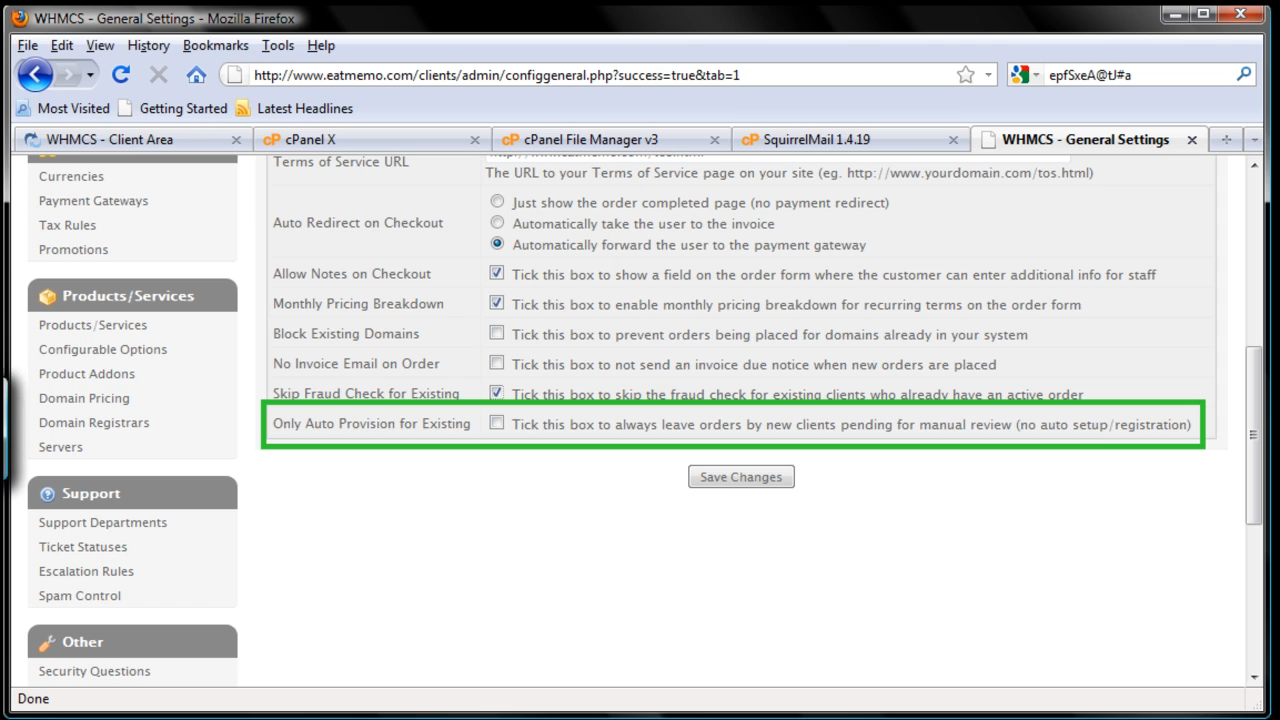 WHMCS - General Settings - Mozilla Firefox
File Edit View History Bookmarks Tools Help
http://www.eatmemo.com/clients/admin/configgeneral.php?success=true&tab=1
epfSxeA@tJ#a
Most Visited Getting Started Latest Headlines
WHMCS - Client Area
cPanel X
cPanel File Manager v3
SquirrelMail 1.4.19
WHMCS - General Settings
Currencies
Payment Gateways
Tax Rules
Promotions
Products/Services
Products/Services
Configurable Options
Product Addons
Domain Pricing
Domain Registrars
Servers
Support
Support Departments
Ticket Statuses
Escalation Rules
Spam Control
Other
Security Questions
Terms of Service URL
The URL to your Terms of Service page on your site (eg. http://www.yourdomain.com/tos.html)
Auto Redirect on Checkout
Just show the order completed page (no payment redirect)
Automatically take the user to the invoice
Automatically forward the user to the payment gateway
Allow Notes on Checkout Tick this box to show a field on the order form where the customer can enter additional info for staff
Monthly Pricing Breakdown Tick this box to enable monthly pricing breakdown for recurring terms on the order form
Block Existing Domains Tick this box to prevent orders being placed for domains already in your system
No Invoice Email on Order Tick this box to not send an invoice due notice when new orders are placed
Skip Fraud Check for Existing Tick this box to skip the fraud check for existing clients who already have an active order
Only Auto Provision for Existing Tick this box to always leave orders by new clients pending for manual review (no auto setup/registration)
Save Changes
Done